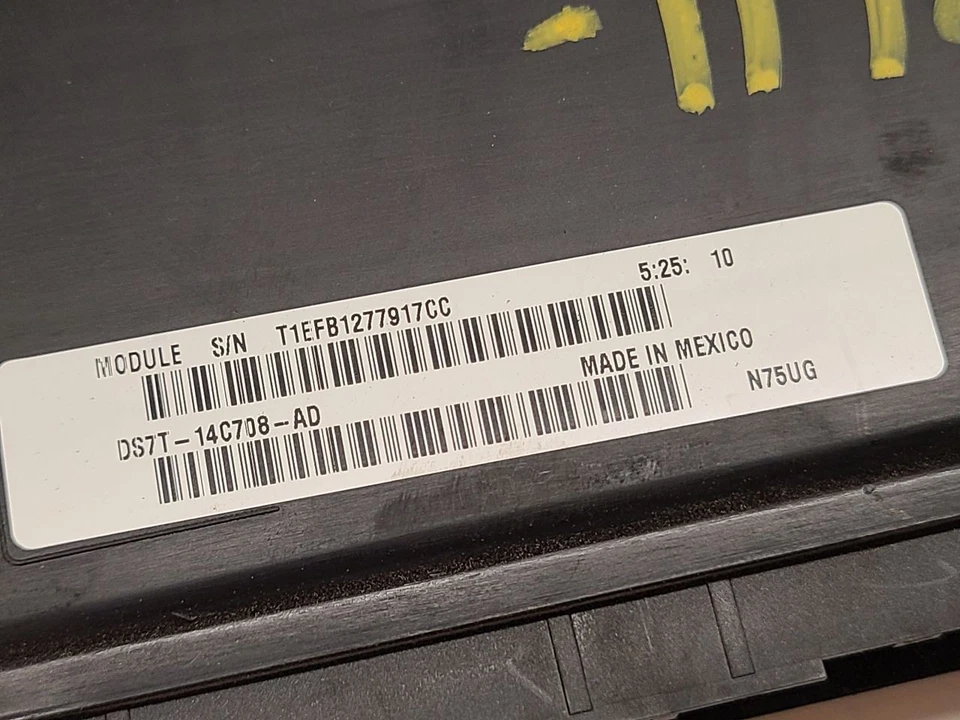 5:25: 10
MODULE S/N T1EFB1277917CC
MADE IN MEXICO
N75UG
DS7T-14C708-AD